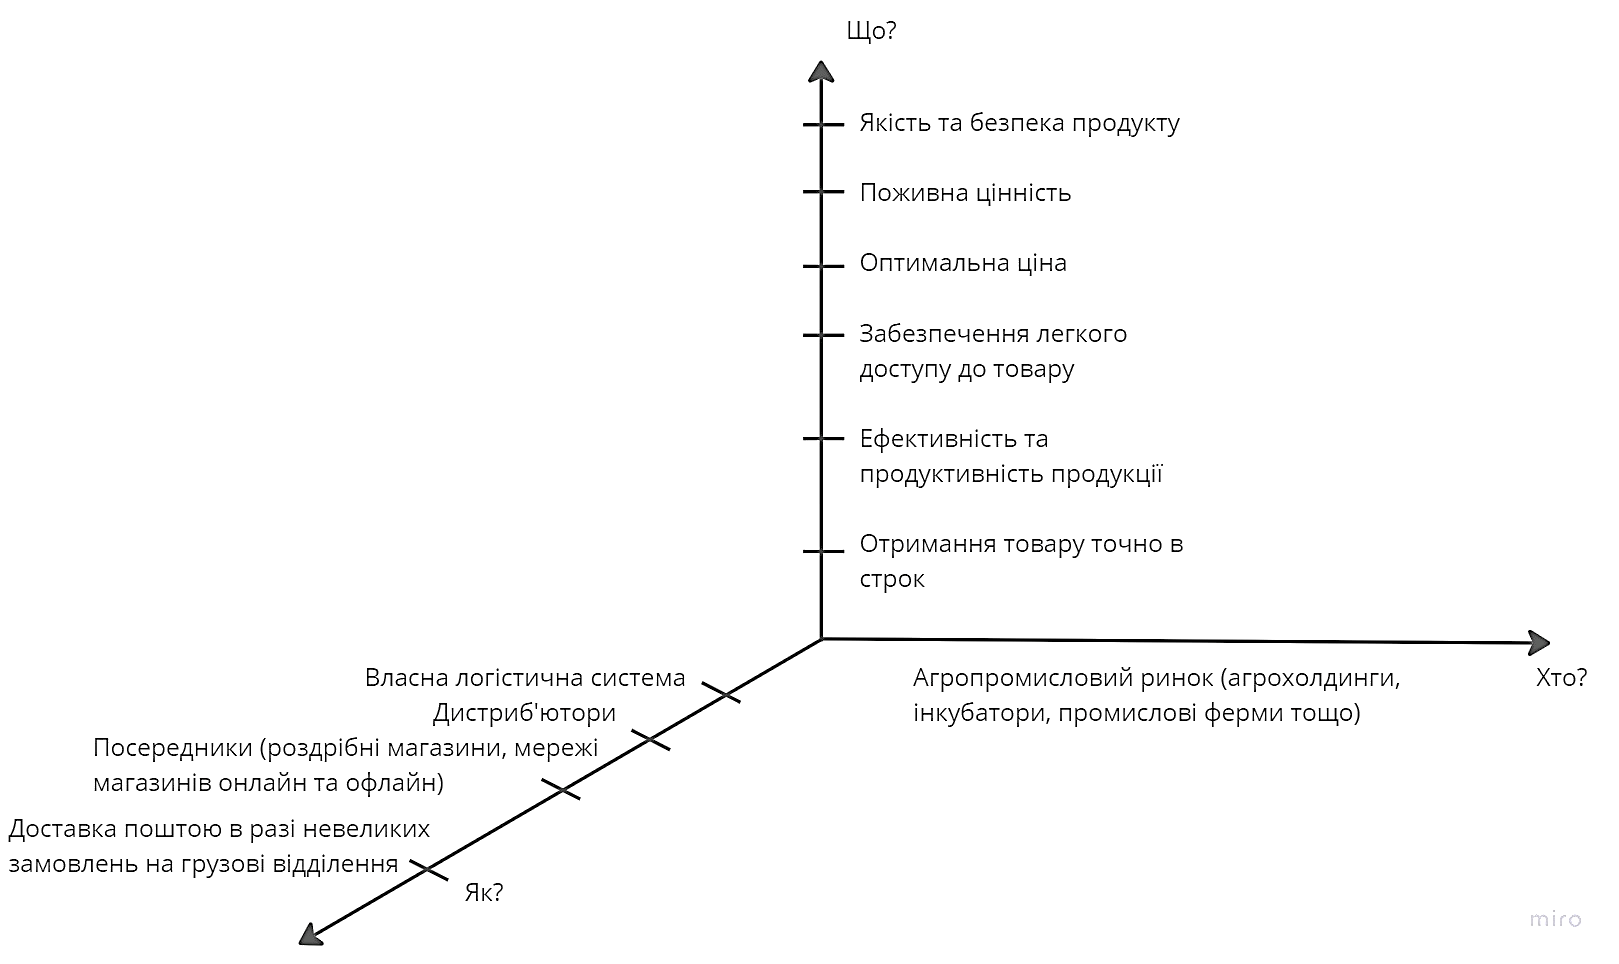 Що?
Якість та безпека продукту
Поживна цінність
Оптимальна ціна
Забезпечення легкого
доступу до товару
Ефективність та
продуктивність продукції
Отримання товару точно в
строк
Власна логістична система
Дистриб'ютори
Посередники (роздрібні магазини, мережі
магазинів онлайн та офлайн)
Доставка поштою в разі невеликих
замовлень на грузові відділення
Як?
Агропромисловий ринок (агрохолдинги,
інкубатори, промислові ферми тощо)
Хто?
miro